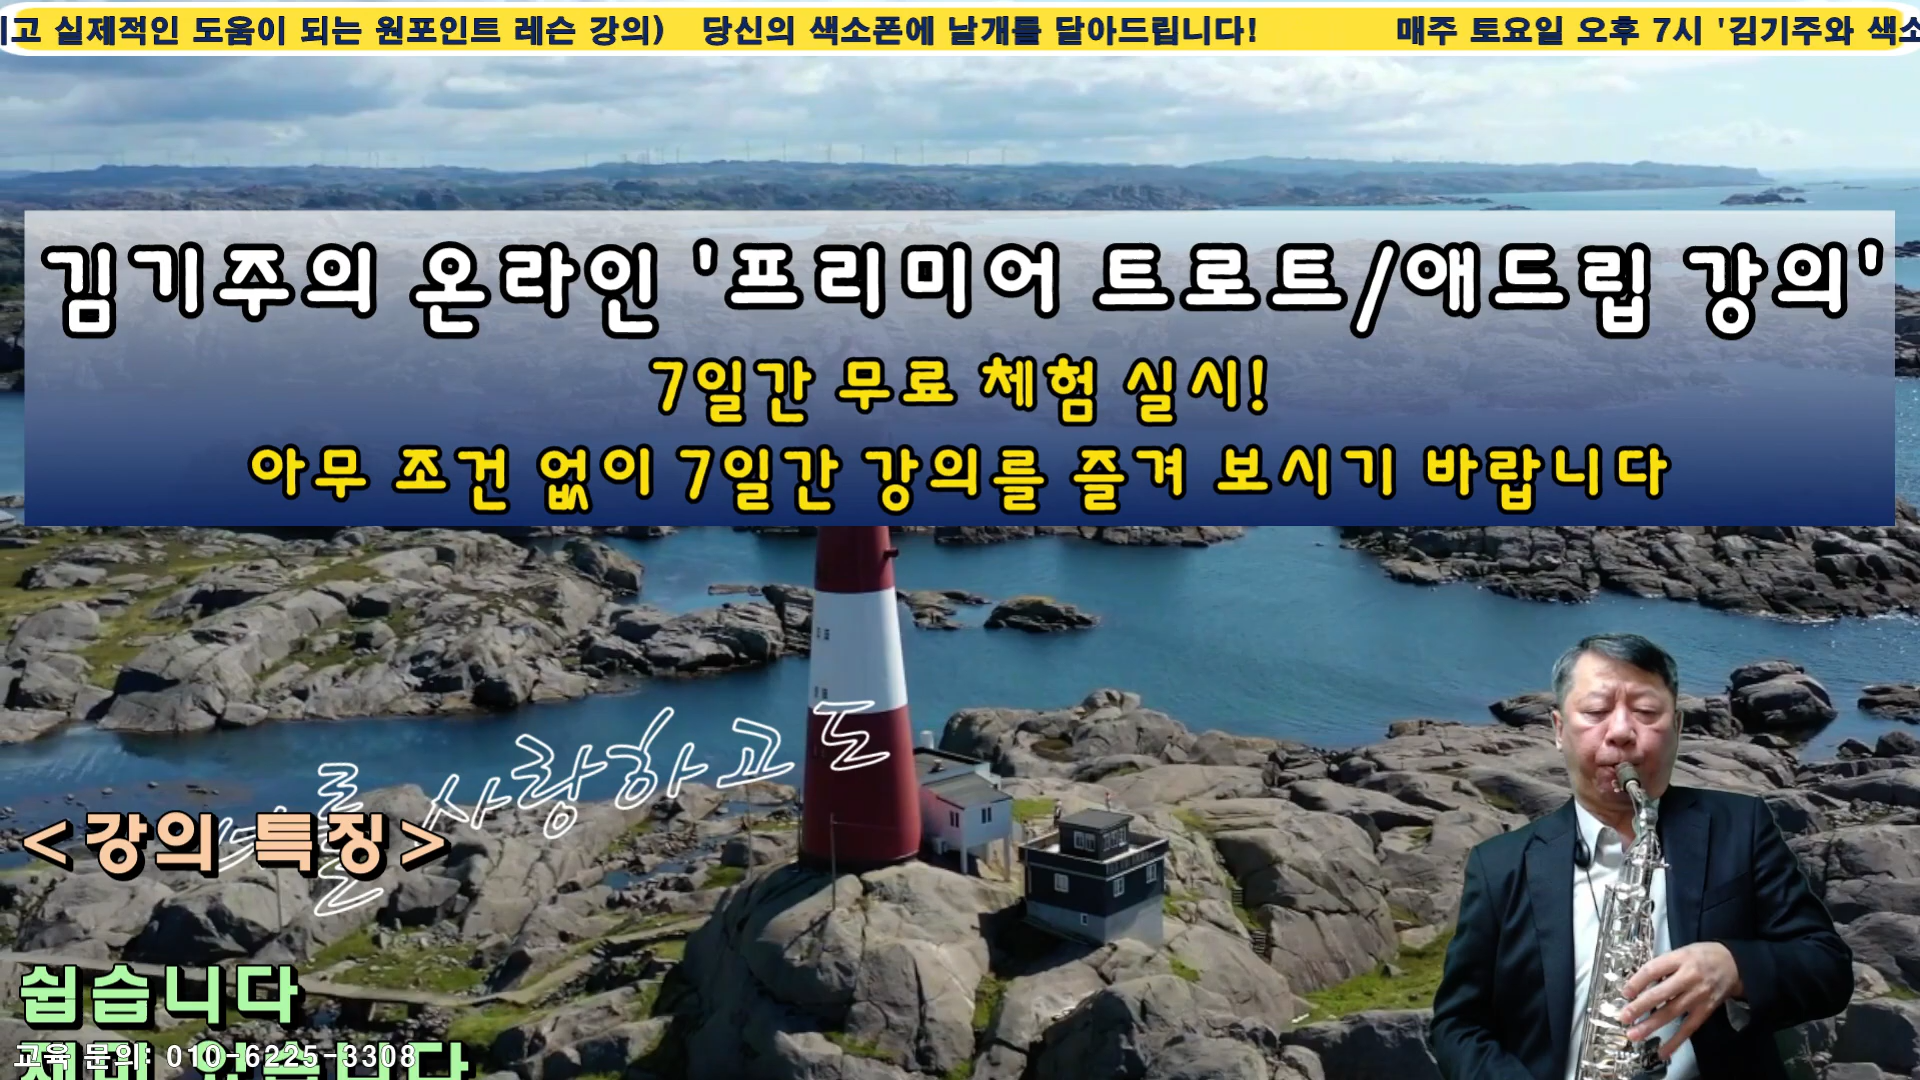 고 실제적인 도움이 되는 원포인트 레슨 강의) 당신의 색소폰에 날개를 달아드립니다! 매주 토요일 오후 7시 '김기주와 색소
김기주의 온라인 '프리미어 트로트/애드립 강의'
7일간 무료 체험 실시!
아무 조건 없이 7일간 강의를 즐겨 보시기 바랍니다
를 사랑하고도
<강의 특징>
쉽습니다
교육 문의: 010-6225-3308